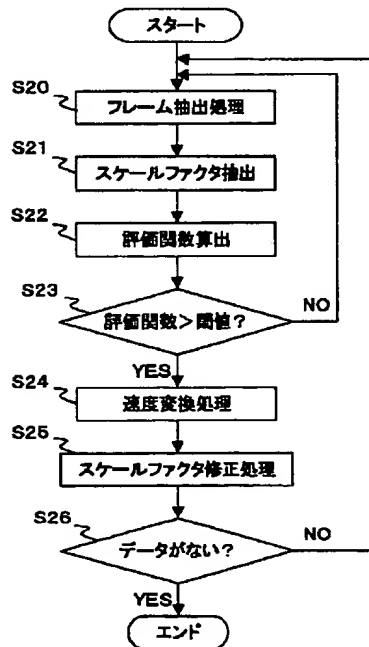 スタート
S20
フレーム抽出処理
S21
スケールファクタ抽出
S22
評価関数算出
S23
評価関数>閾値?
NO
YES
S24
速度変換処理
S25
スケールファクタ修正処理
S26
データがない?
NO
YES
エンド